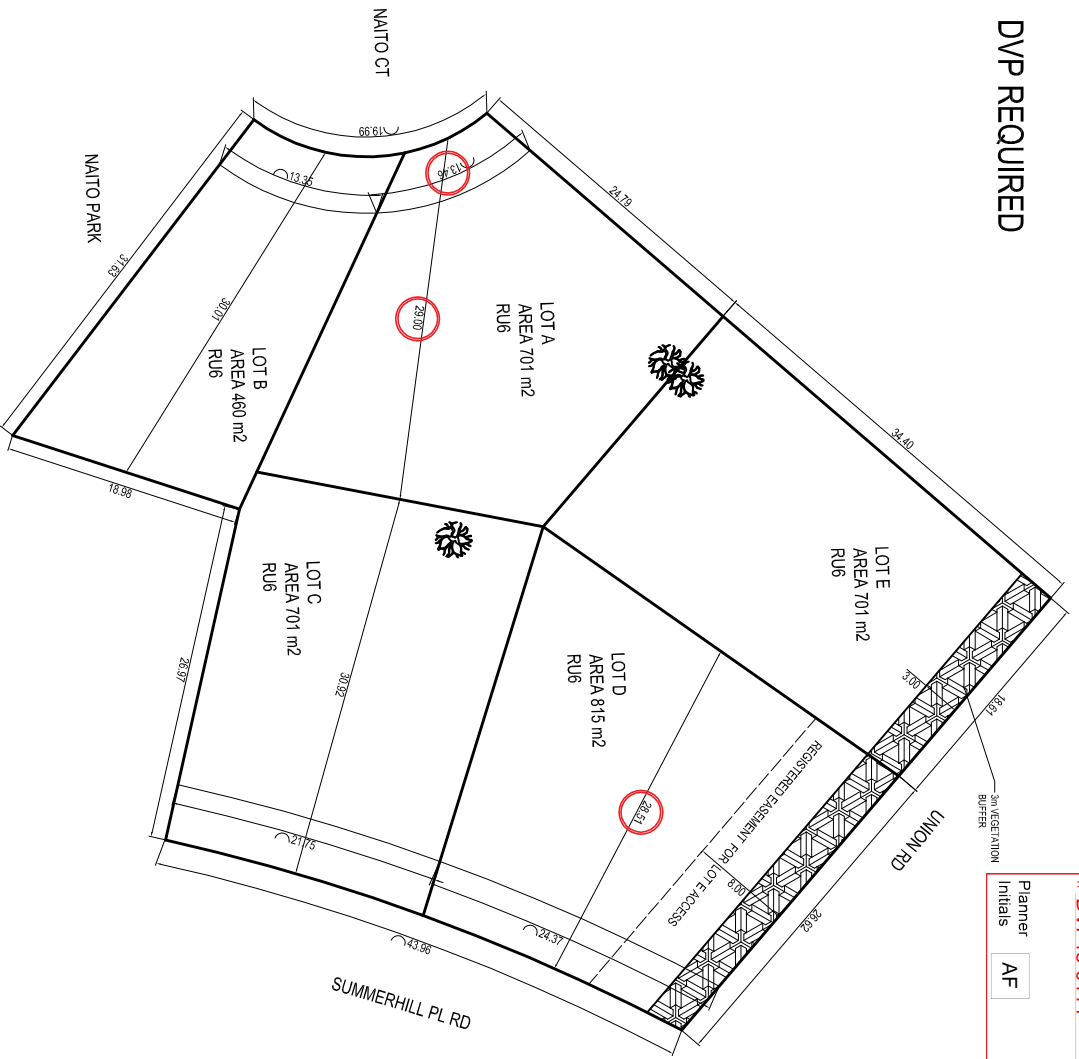 DVP REQUIRED
Planner
Initials
AF
NAITO CT
19.99
13.46
13.35
24.79
29.00
LOT A
AREA 701 m2
RU6
34.40
LOT E
AREA 701 m2
RU6
3.00
18.61
3m VEGETATION
BUFFER
UNION RD
NAITO PARK
31.63
30.01
LOT B
AREA 460 m2
RU6
18.98
LOT C
AREA 701 m2
RU6
30.92
26.97
21.75
LOT D
AREA 815 m2
RU6
28.51
REGISTERED EASEMENT FOR LOT E ACCESS
8.00
26.62
24.37
43.96
SUMMERHILL PL RD